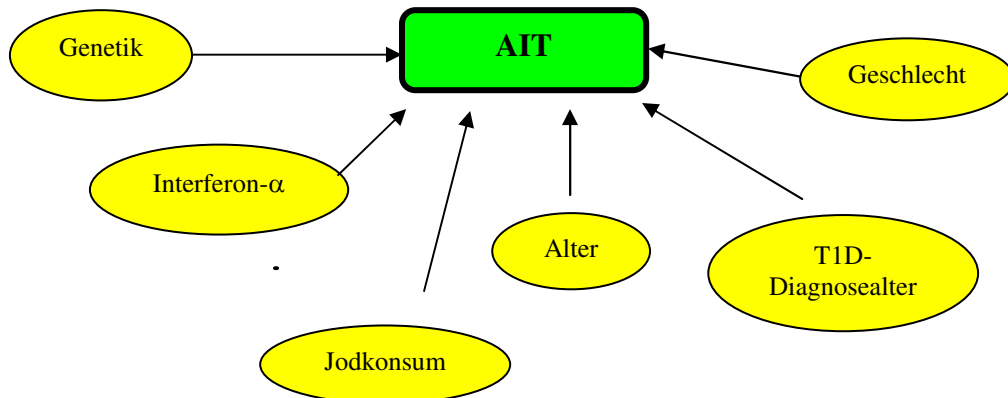 AIT
Genetik
Geschlecht
Interferon-α
Alter
T1D-
Diagnosealter
Jodkonsum